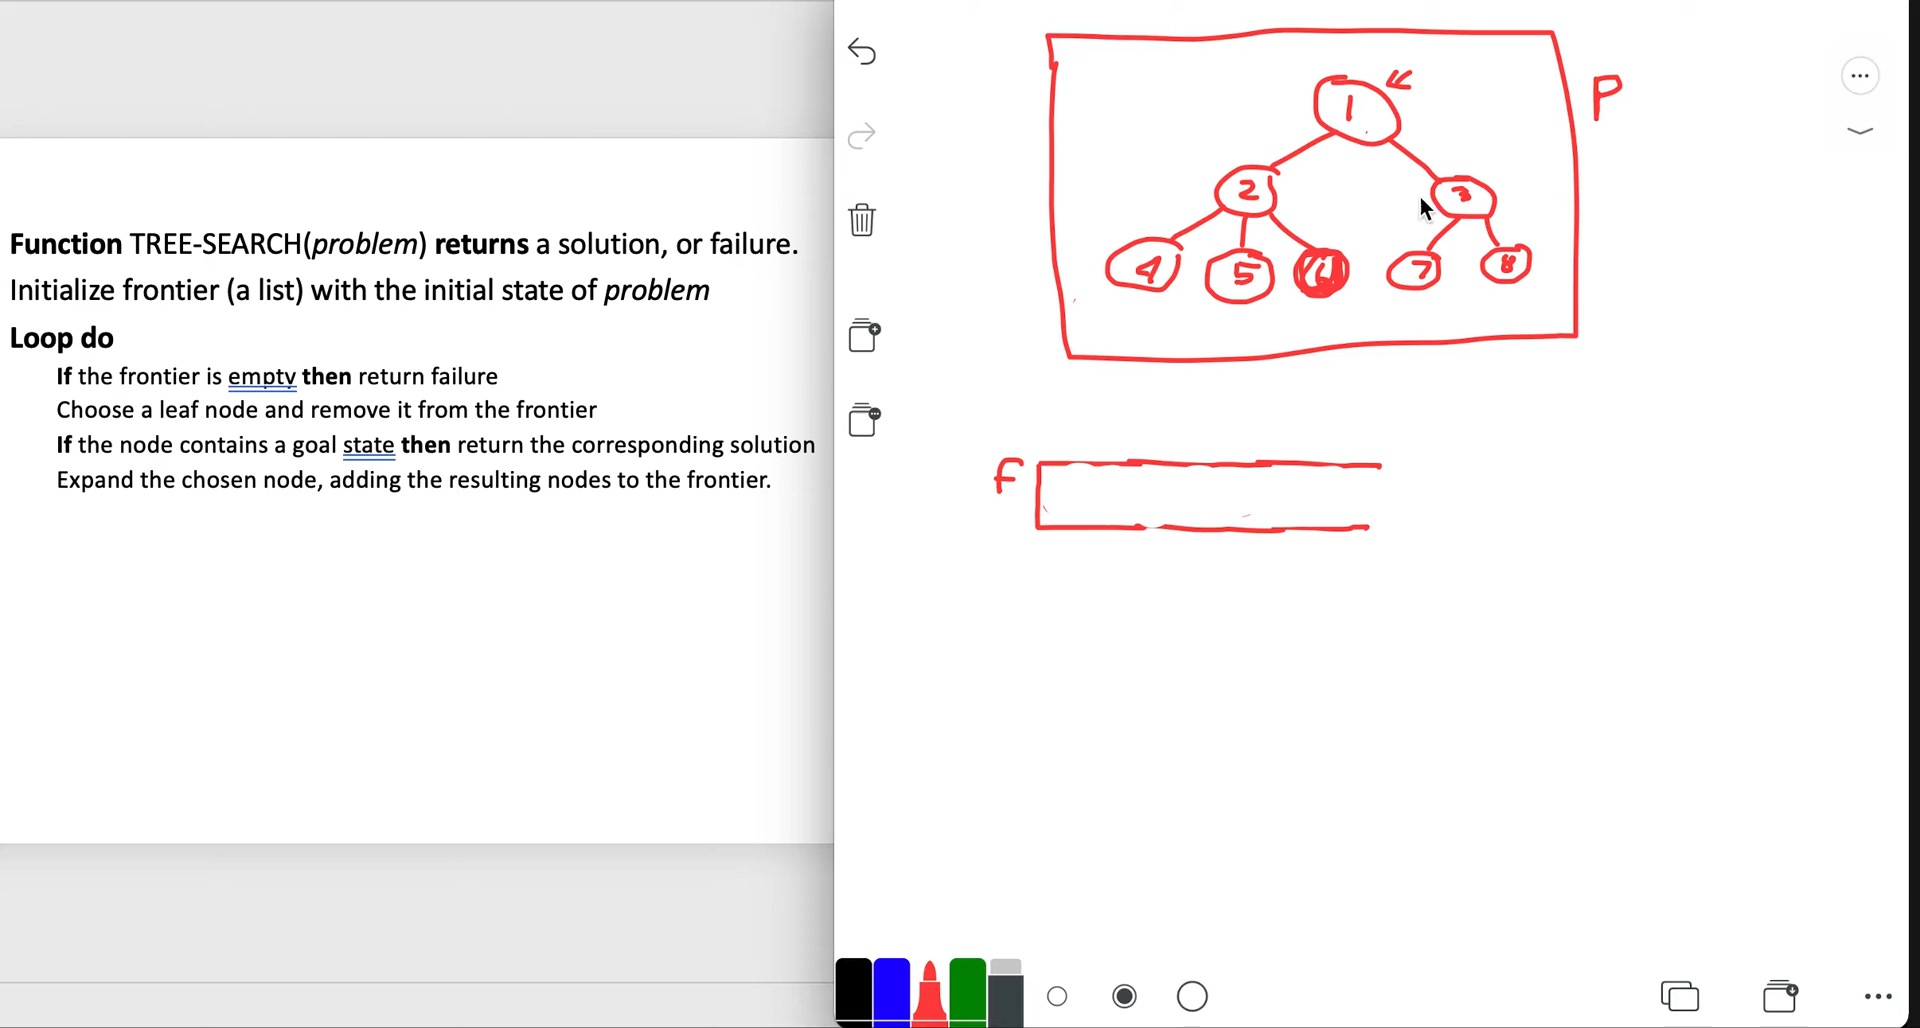 Function TREE-SEARCH(problem) returns a solution, or failure.
Initialize frontier (a list) with the initial state of problem
Loop do
If the frontier is empty then return failure
Choose a leaf node and remove it from the frontier
If the node contains a goal state then return the corresponding solution
Expand the chosen node, adding the resulting nodes to the frontier.
P
1
2 3
4 5 6 7 8
F